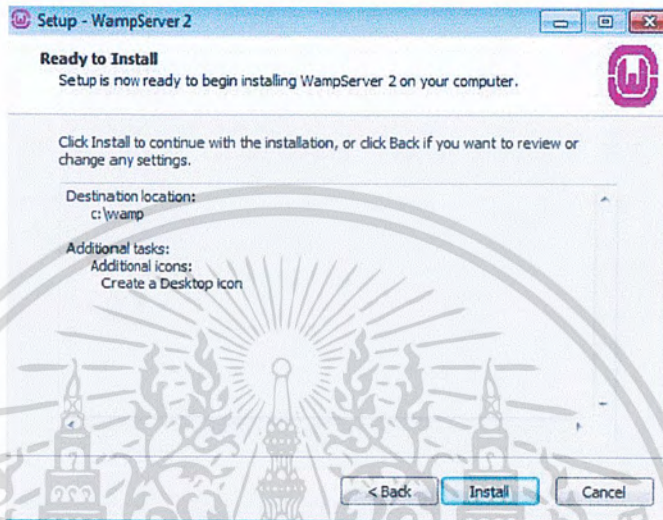 Setup - WampServer 2
Ready to Install
Setup is now ready to begin installing WampServer 2 on your computer.
Click Install to continue with the installation, or click Back if you want to review or
change any settings.
Destination location:
c:\wamp
Additional tasks:
Additional icons:
Create a Desktop icon
< Back
Install
Cancel